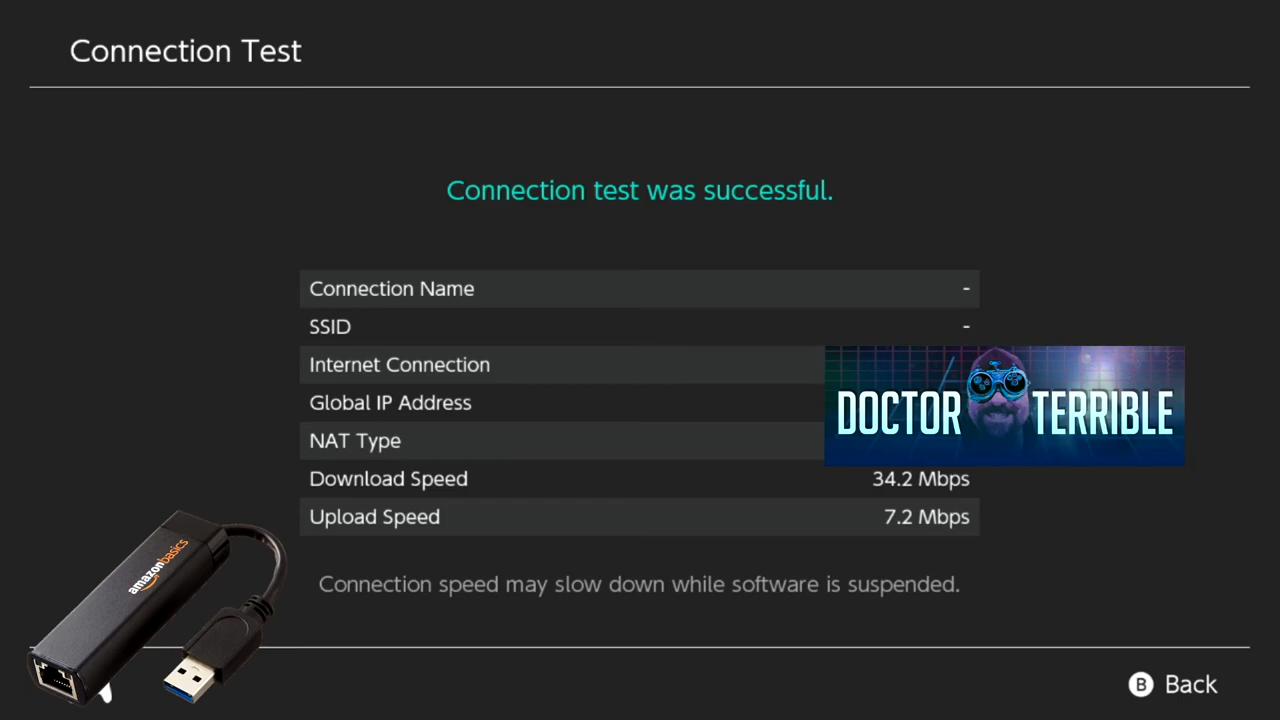 Connection Test
Connection test was successful.
Connection Name -
SSID -
Internet Connection
Global IP Address
NAT Type
DOCTOR TERRIBLE
Download Speed 34.2 Mbps
Upload Speed 7.2 Mbps
amazonbasics
Connection speed may slow down while software is suspended.
B Back